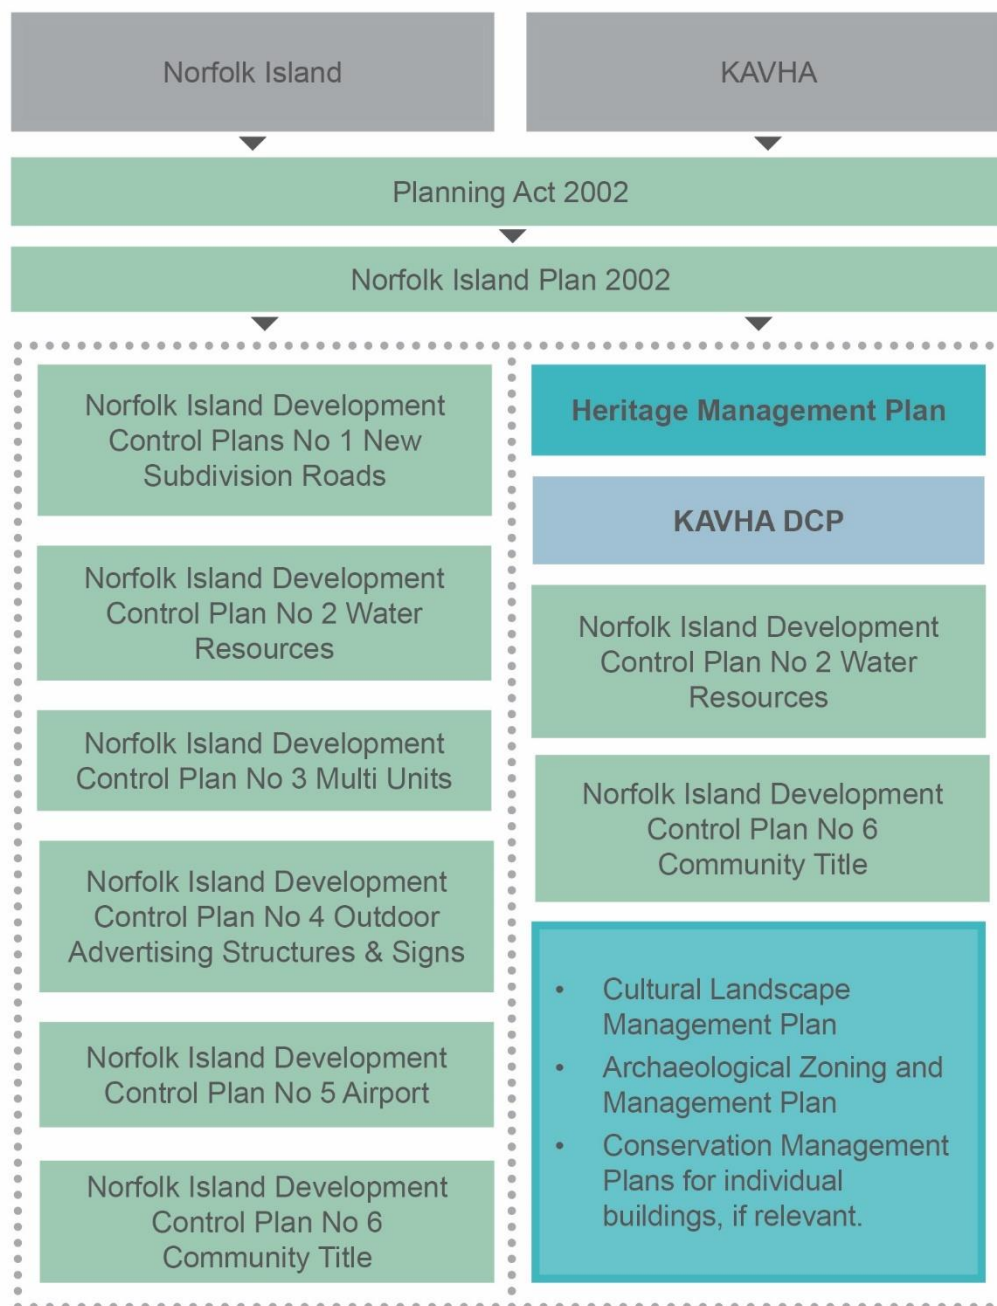 Norfolk Island
KAVHA
Planning Act 2002
Norfolk Island Plan 2002
Norfolk Island Development
Control Plans No 1 New
Subdivision Roads
Norfolk Island Development
Control Plan No 2 Water
Resources
Norfolk Island Development
Control Plan No 3 Multi Units
Norfolk Island Development
Control Plan No 4 Outdoor
Advertising Structures & Signs
Norfolk Island Development
Control Plan No 5 Airport
Norfolk Island Development
Control Plan No 6
Community Title
Heritage Management Plan
KAVHA DCP
Norfolk Island Development
Control Plan No 2 Water
Resources
Norfolk Island Development
Control Plan No 6
Community Title
• Cultural Landscape
Management Plan
• Archaeological Zoning and
Management Plan
• Conservation Management
Plans for individual
buildings, if relevant.